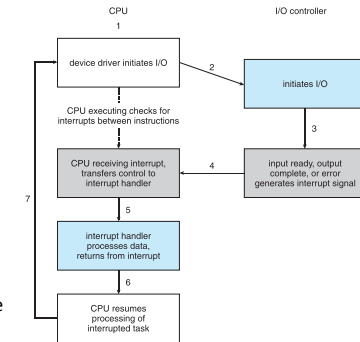 CPU
I/O controller
1
device driver initiates I/O
2
initiates I/O
CPU executing checks for
interrupts between instructions
3
CPU receiving interrupt,
transfers control to
interrupt handler
4
input ready, output
complete, or error
generates interrupt signal
7
5
interrupt handler
processes data,
returns from interrupt
6
e
CPU resumes
processing of
interrupted task